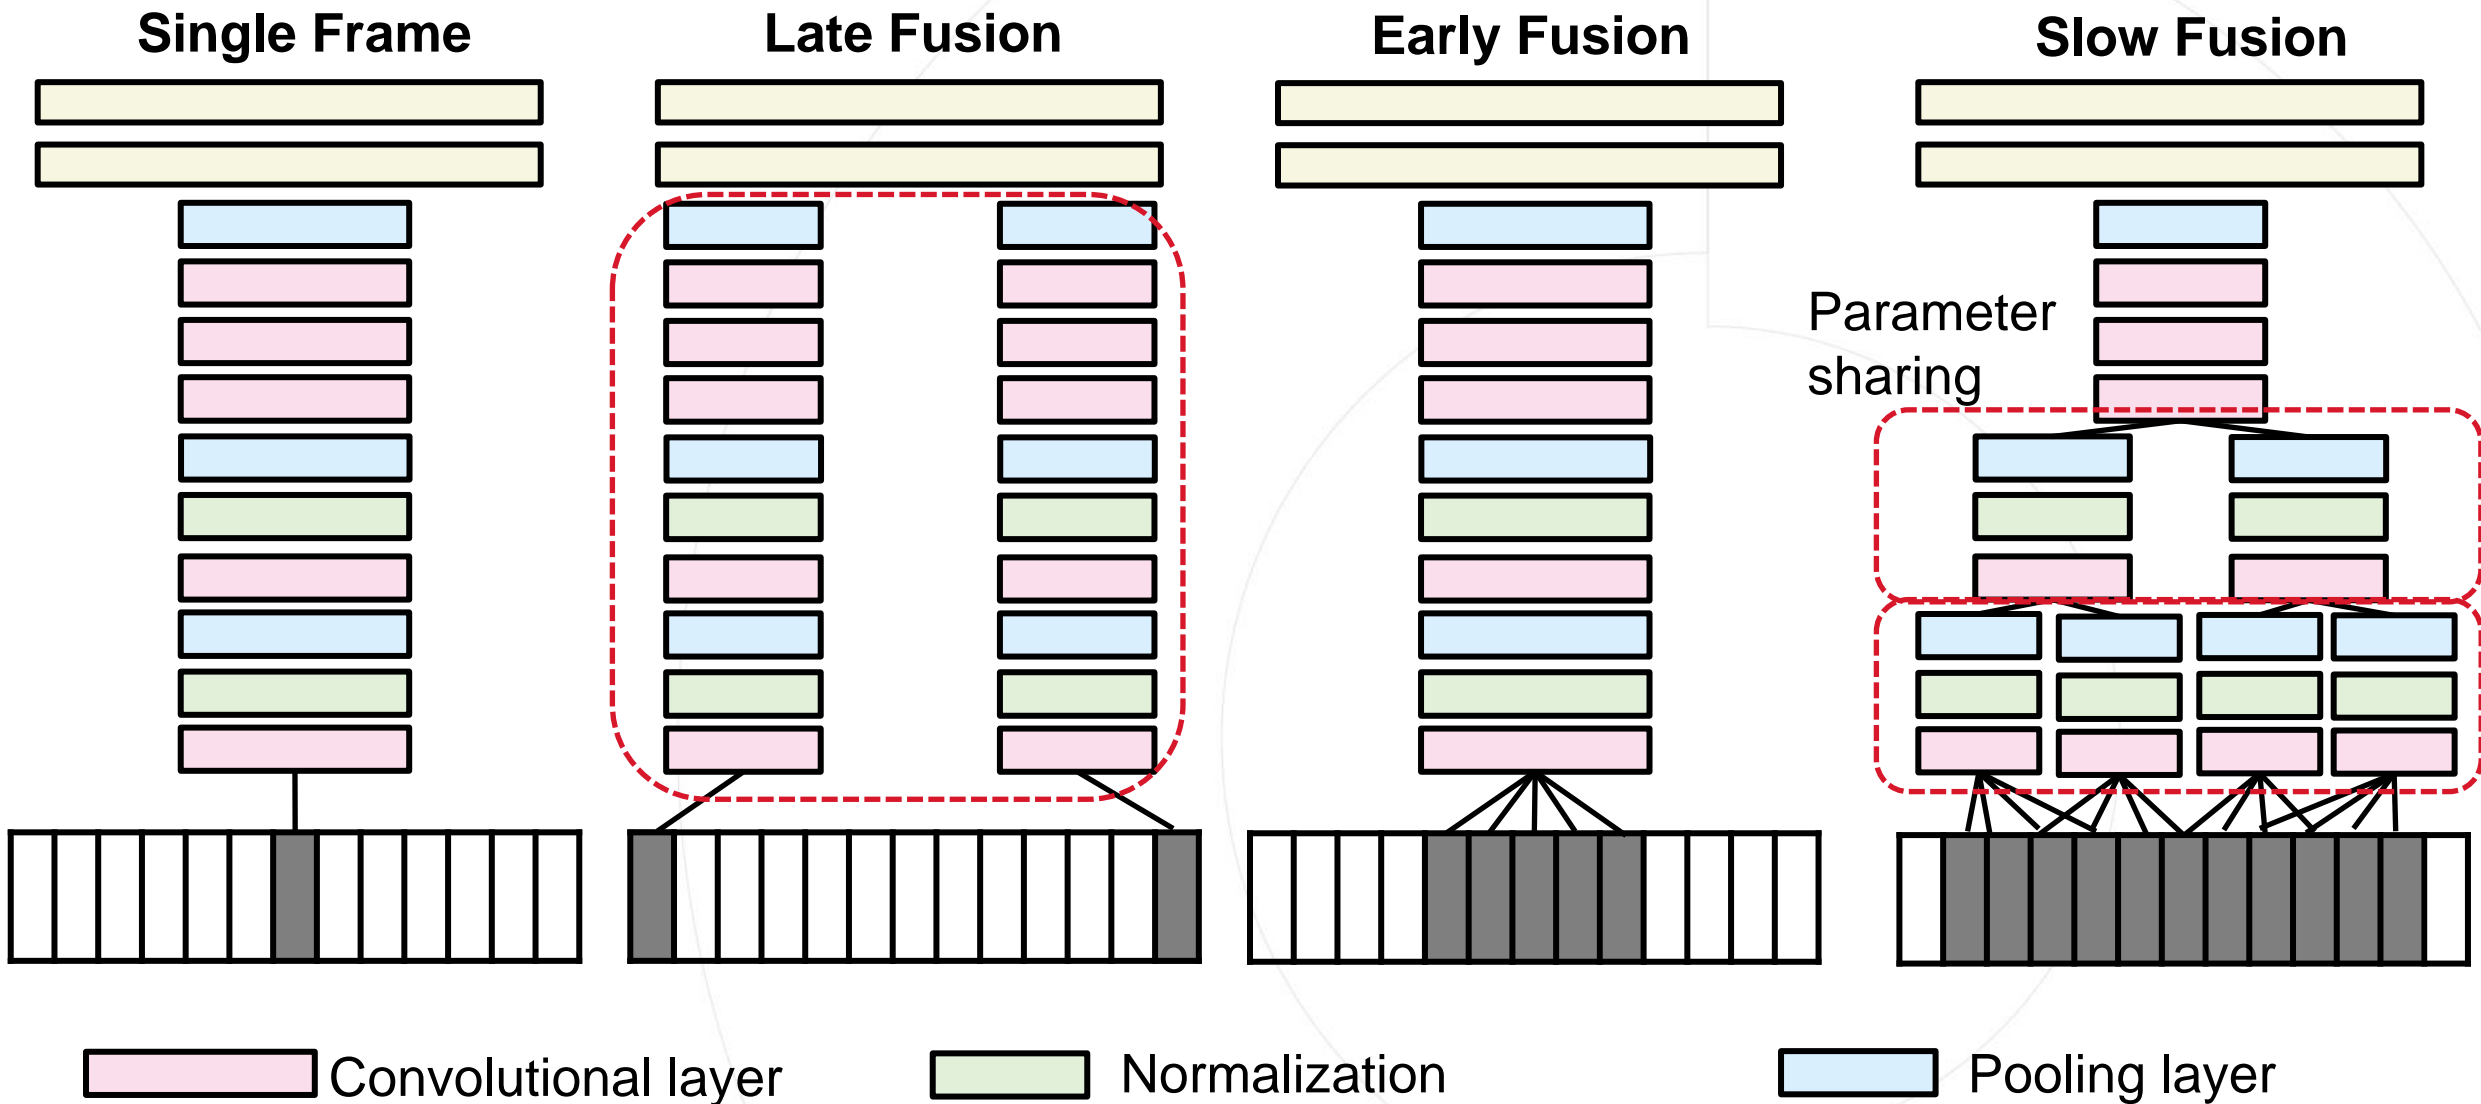 Single Frame
Late Fusion
Early Fusion
Slow Fusion
Parameter
sharing
Convolutional layer
Normalization
Pooling layer